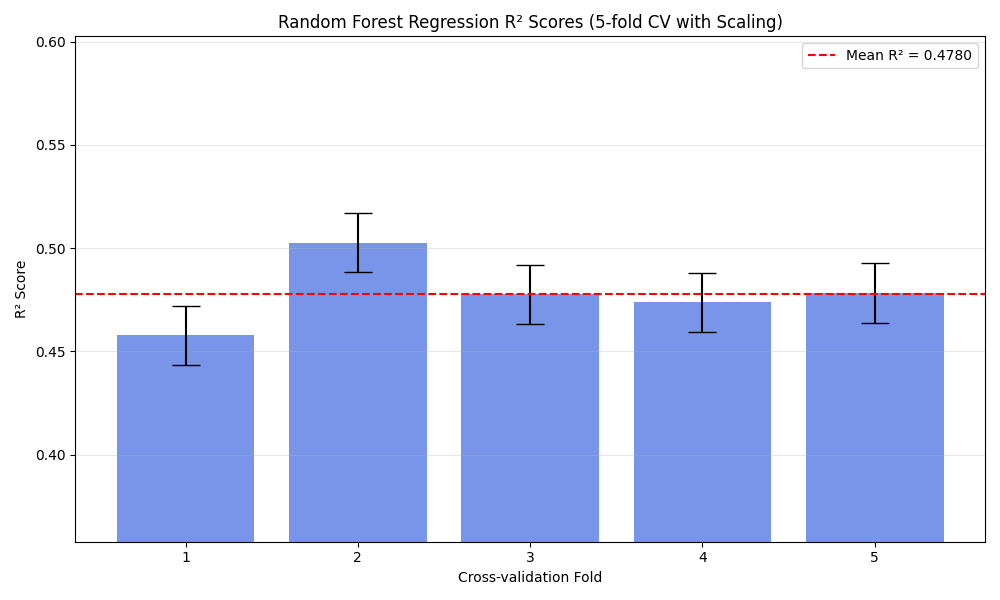 Random Forest Regression R² Scores (5-fold CV with Scaling)
Mean R² = 0.4780
0.60
0.55
0.50
0.45
0.40
R² Score
1 2 3 4 5
Cross-validation Fold